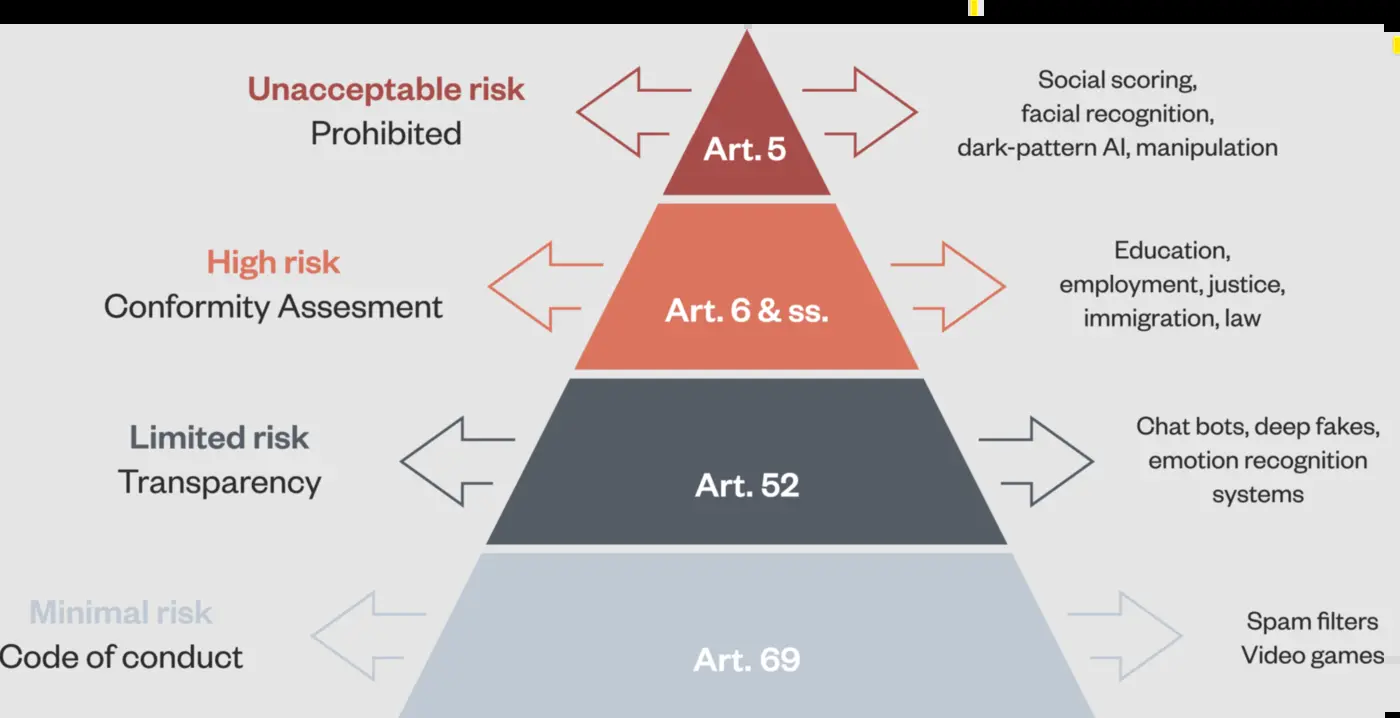 Unacceptable risk
Prohibited
Art. 5
Social scoring,
facial recognition,
dark-pattern AI, manipulation
High risk
Conformity Assesment
Art. 6 & ss.
Education,
employment, justice,
immigration, law
Limited risk
Transparency
Art. 52
Chat bots, deep fakes,
emotion recognition
systems
Minimal risk
Code of conduct
Art. 69
Spam filters
Video games